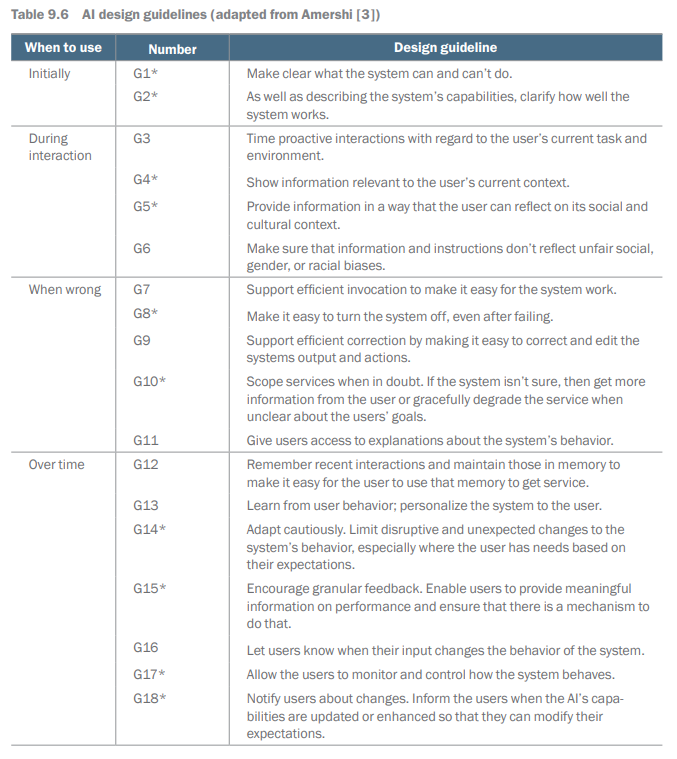 Table 9.6 AI design guidelines (adapted from Amershi [3])
When to use Number Design guideline
Initially G1* Make clear what the system can and can't do.
G2* As well as describing the system's capabilities, clarify how well the
system works.
During G3 Time proactive interactions with regard to the user's current task and
interaction environment.
G4* Show information relevant to the user's current context.
G5* Provide information in a way that the user can reflect on its social and
cultural context.
G6 Make sure that information and instructions don't reflect unfair social,
gender, or racial biases.
When wrong G7 Support efficient invocation to make it easy for the system work.
G8* Make it easy to turn the system off, even after failing.
G9 Support efficient correction by making it easy to correct and edit the
systems output and actions.
G10* Scope services when in doubt. If the system isn't sure, then get more
information from the user or gracefully degrade the service when
unclear about the users' goals.
G11 Give users access to explanations about the system's behavior.
Over time G12 Remember recent interactions and maintain those in memory to
make it easy for the user to use that memory to get service.
G13 Learn from user behavior; personalize the system to the user.
G14* Adapt cautiously. Limit disruptive and unexpected changes to the
system's behavior, especially where the user has needs based on
their expectations.
G15* Encourage granular feedback. Enable users to provide meaningful
information on performance and ensure that there is a mechanism to
do that.
G16 Let users know when their input changes the behavior of the system.
G17* Allow the users to monitor and control how the system behaves.
G18* Notify users about changes. Inform the users when the AI's capa-
bilities are updated or enhanced so that they can modify their
expectations.